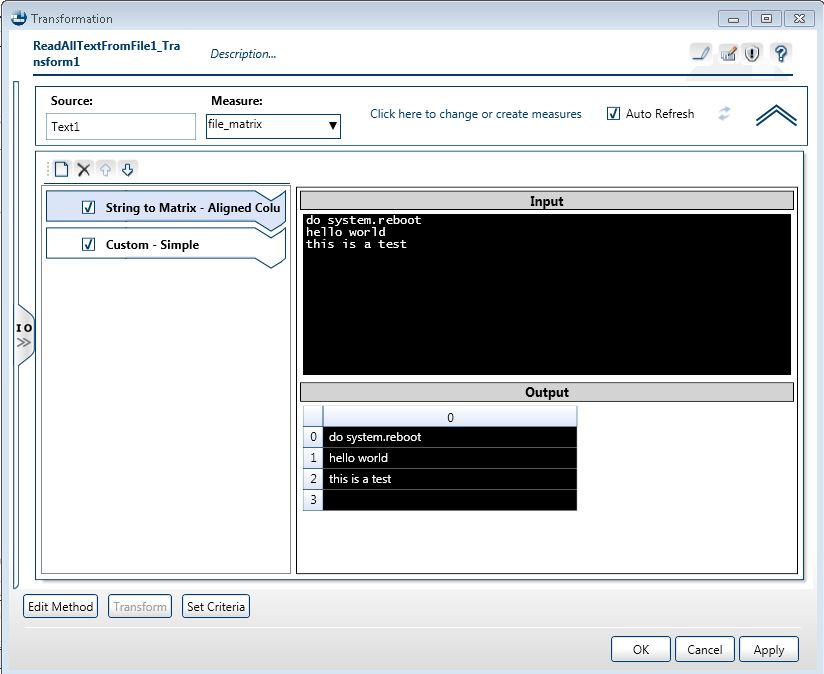 Transformation
ReadAllTextFromFile1_Tra
nsform1
Description...
Source:
Measure:
Text1
file_matrix
Click here to change or create measures
Auto Refresh
String to Matrix - Aligned Colu
Custom - Simple
I O
Input
do system.reboot
hello world
this is a test
Output
0
0 do system.reboot
1 hello world
2 this is a test
3
Edit Method
Transform
Set Criteria
OK
Cancel
Apply